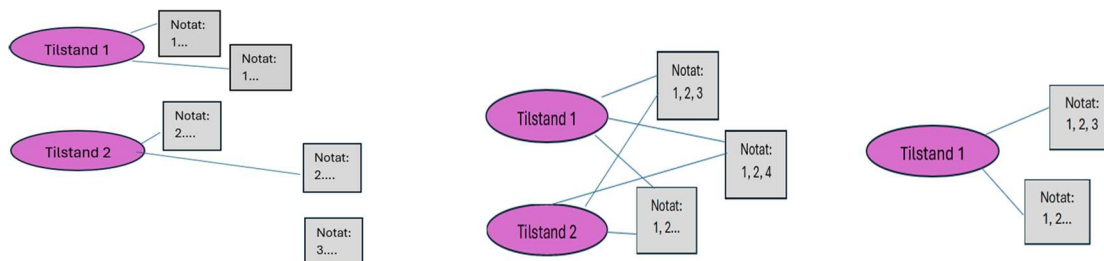 Tilstand 1
Notat:
1...
Notat:
1...
Tilstand 2
Notat:
2....
Notat:
2....
Notat:
3....
Tilstand 1
Notat:
1, 2, 3
Notat:
1, 2, 4
Tilstand 2
Notat:
1, 2...
Tilstand 1
Notat:
1, 2, 3
Notat:
1, 2...